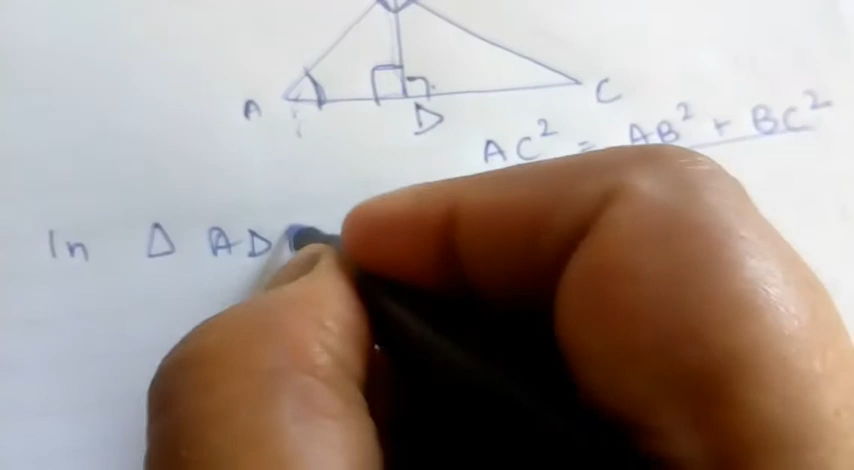 A
C
D
AC² = AB² + BC²
In Δ AD